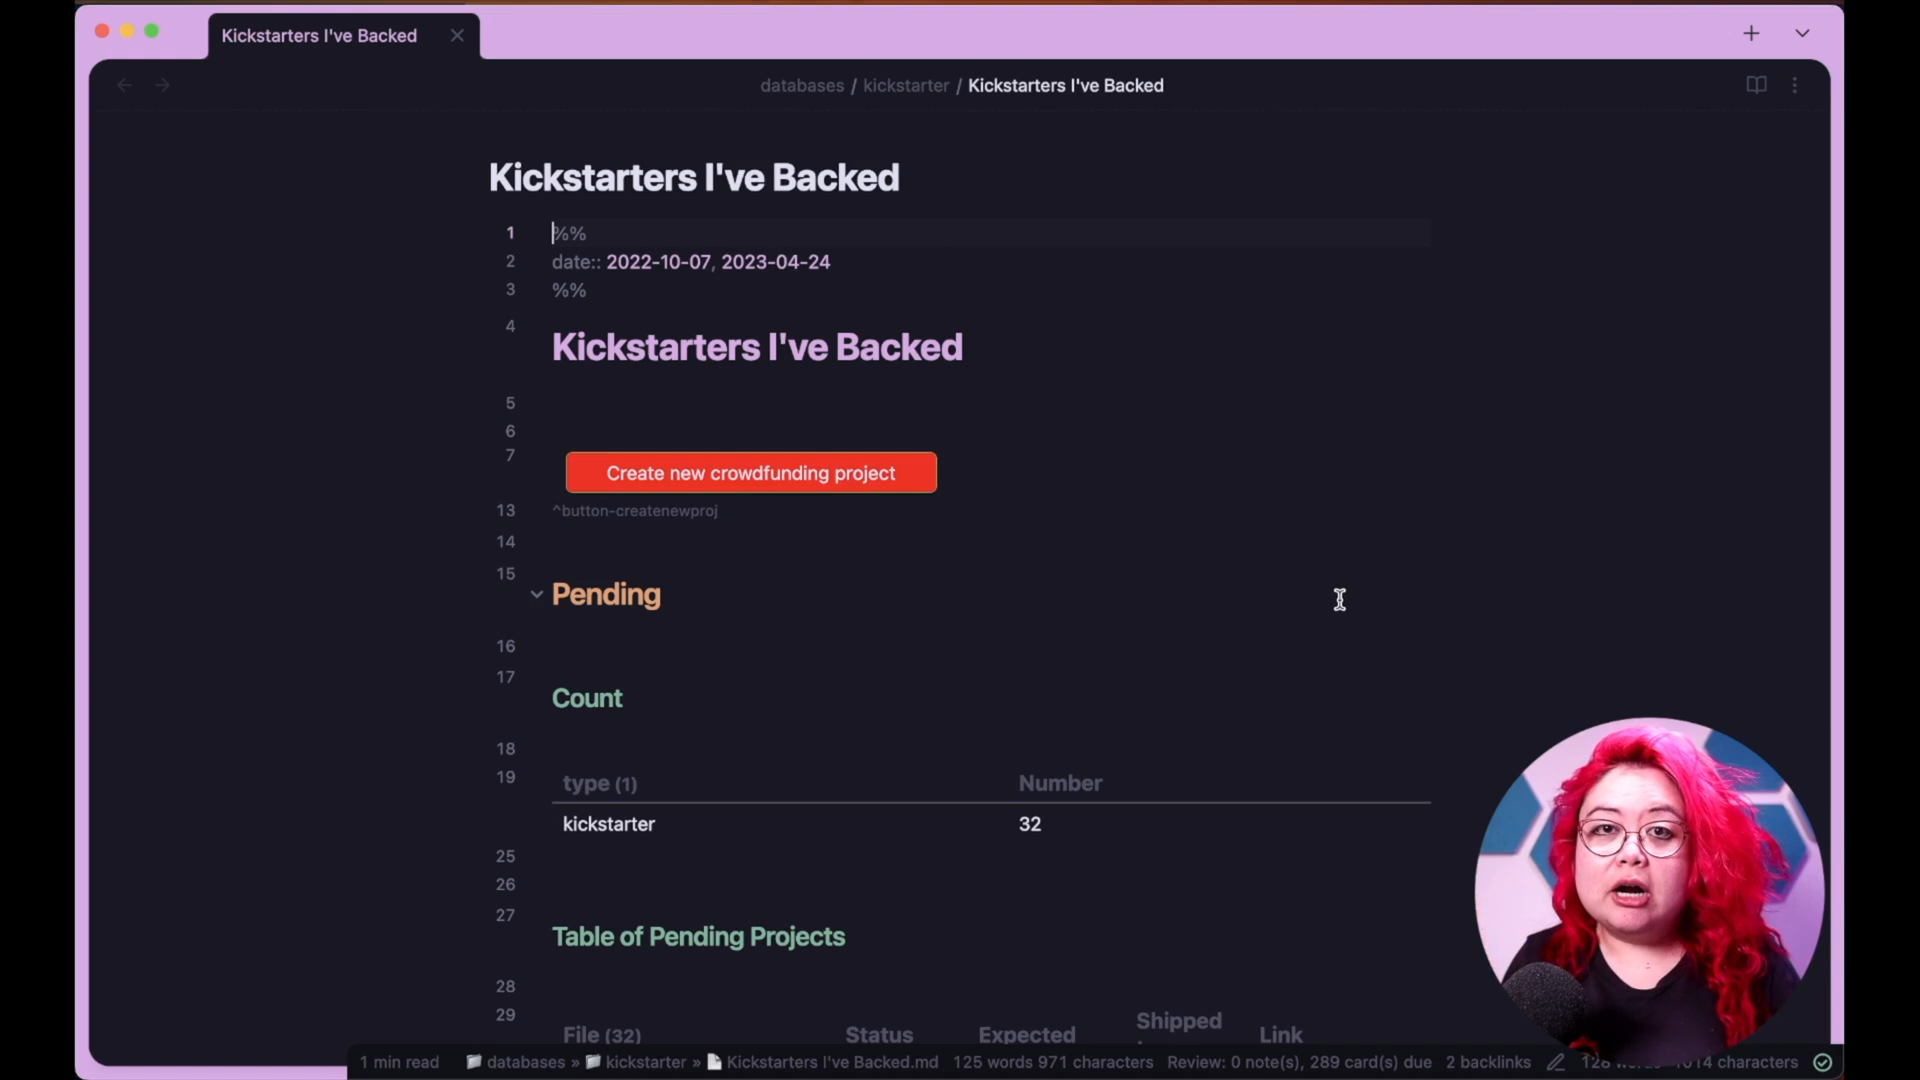 Kickstarters I've Backed
databases / kickstarter / Kickstarters I've Backed
Kickstarters I've Backed
1 %%
2 date:: 2022-10-07, 2023-04-24
3 %%
4 Kickstarters I've Backed
5
6
7 Create new crowdfunding project
13 ^button-createnewproj
14
15 Pending
16
17 Count
18
19 type (1) Number
kickstarter 32
25
26
27 Table of Pending Projects
28
29 File (32) Status Expected Shipped Link
1 min read databases » kickstarter » Kickstarters I've Backed.md 125 words 971 characters Review: 0 note(s), 289 card(s) due 2 backlinks characters